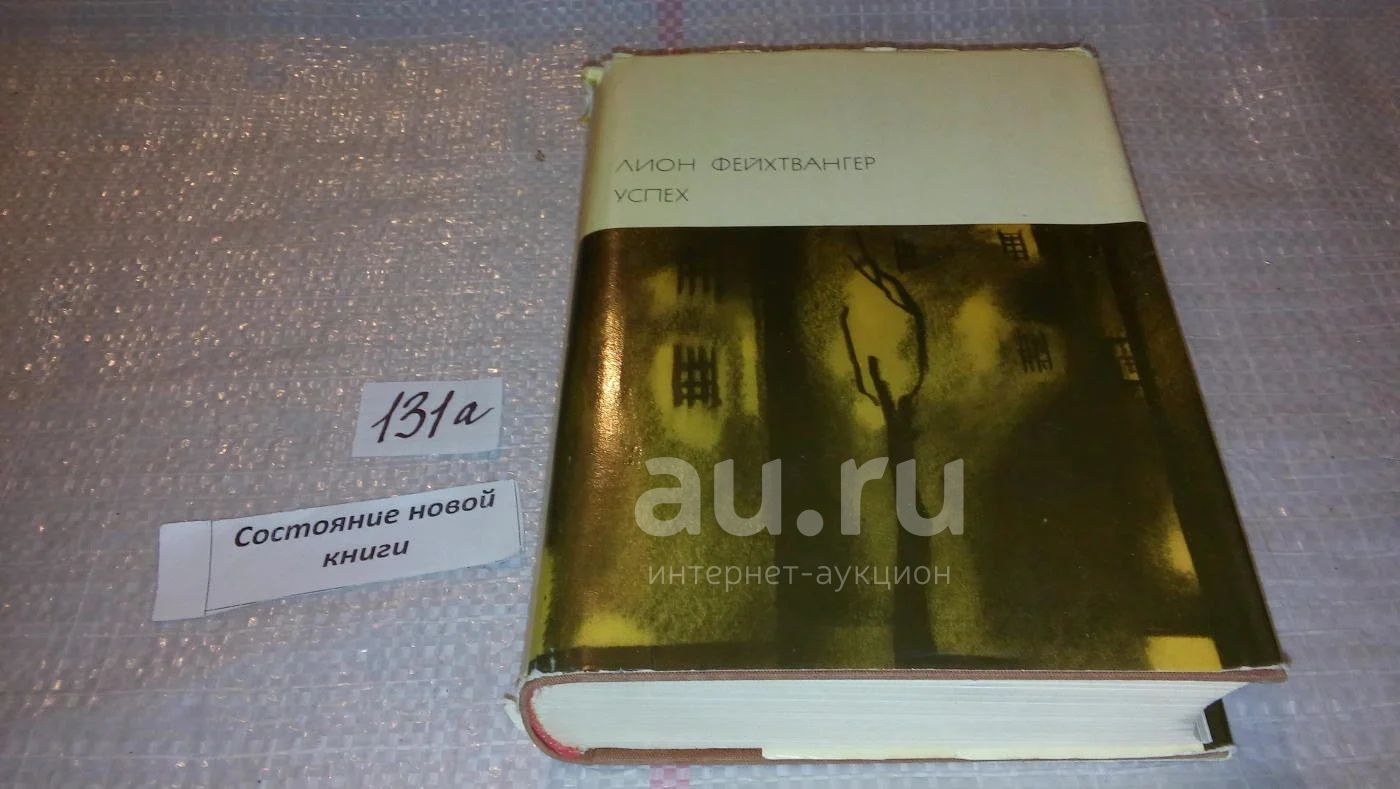 ЛИОН ФЕЙХТВАНГЕР
УСПЕХ
131а
Состояние новой
книги
au.ru
интернет-аукцион